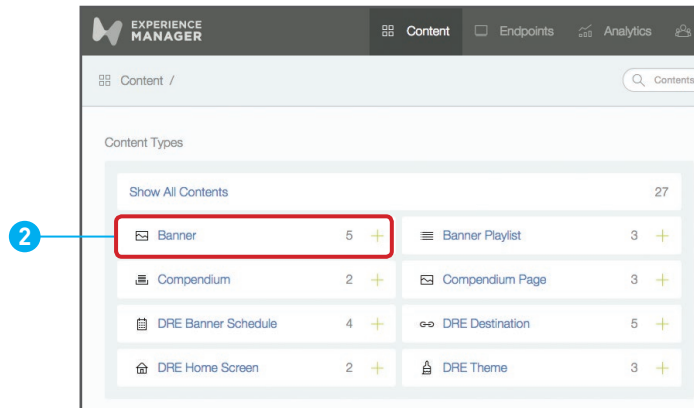 EXPERIENCE
MANAGER
Content
Endpoints
Analytics
Content /
Contents
Content Types
Show All Contents 27
2
Banner 5 +
Banner Playlist 3 +
Compendium 2 +
Compendium Page 3 +
DRE Banner Schedule 4 +
DRE Destination 5 +
DRE Home Screen 2 +
DRE Theme 3 +